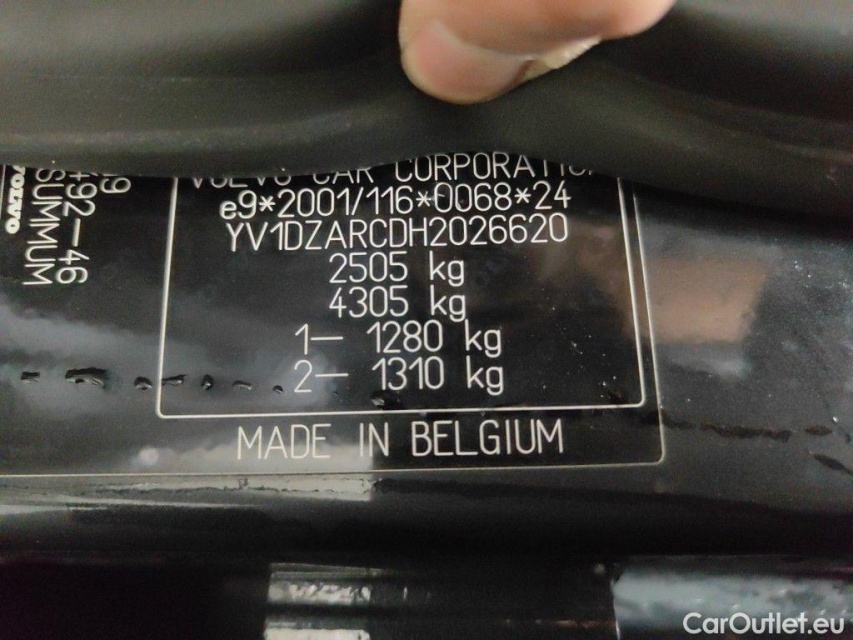 VOLVO CAR CORPORATION
e9*2001/116*0068*24
YV1DZARCDH2026620
2505 kg
4305 kg
1— 1280 kg
2— 1310 kg
MADE IN BELGIUM
92–46
SUMMUM
VOLVO
CarOutlet.eu